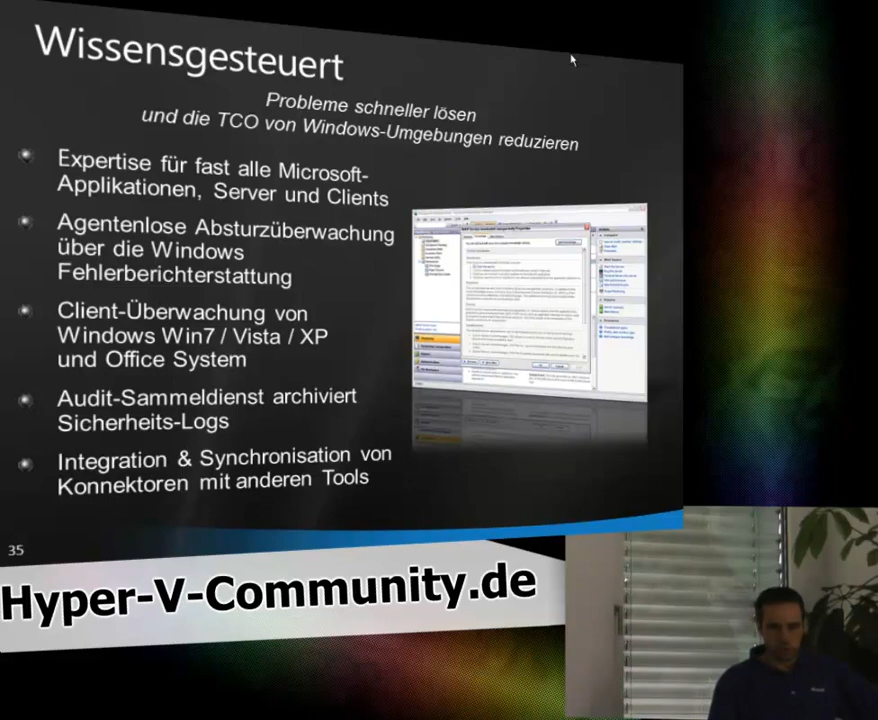 Wissensgesteuert
Probleme schneller lösen
und die TCO von Windows-Umgebungen reduzieren
Expertise für fast alle Microsoft-
Applikationen, Server und Clients
Agentenlose Absturzüberwachung
über die Windows
Fehlerberichterstattung
Client-Überwachung von
Windows Win7 / Vista / XP
und Office System
Audit-Sammeldienst archiviert
Sicherheits-Logs
Integration & Synchronisation von
Konnektoren mit anderen Tools
35
Hyper-V-Community.de